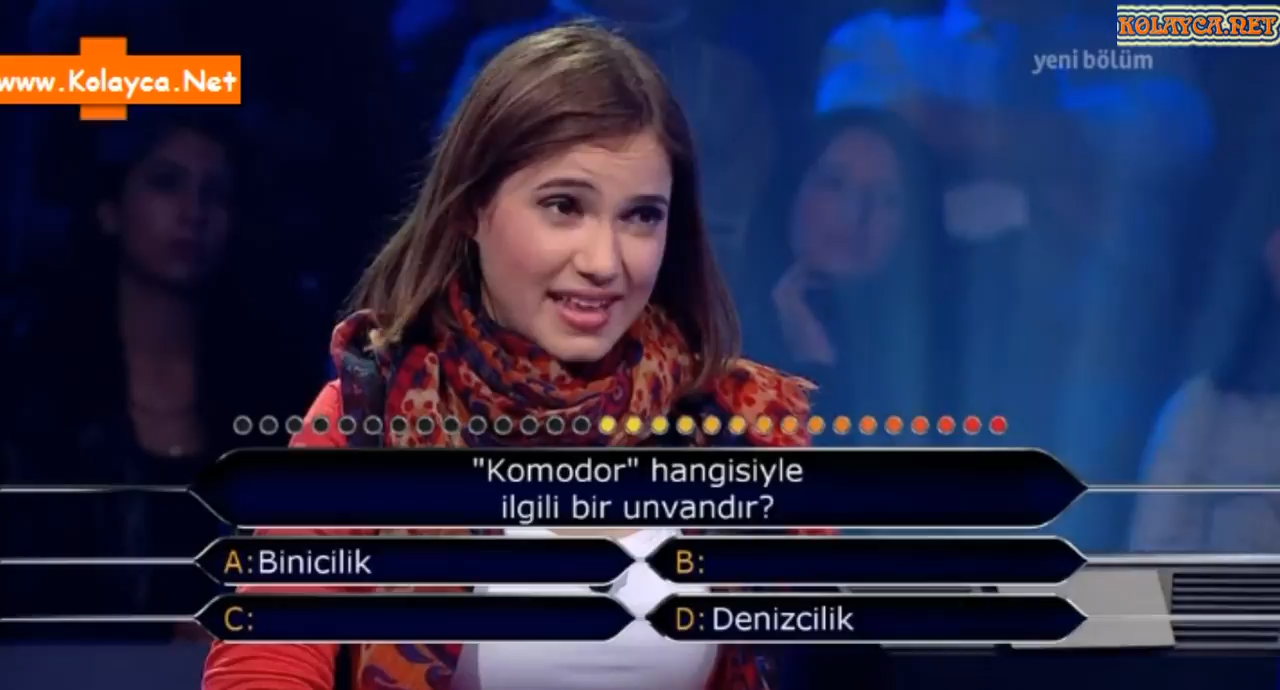 KOLAYCA.NET
yeni bölüm
www.Kolayca.Net
"Komodor" hangisiyle
ilgili bir unvandır?
A: Binicilik
B:
C:
D: Denizcilik